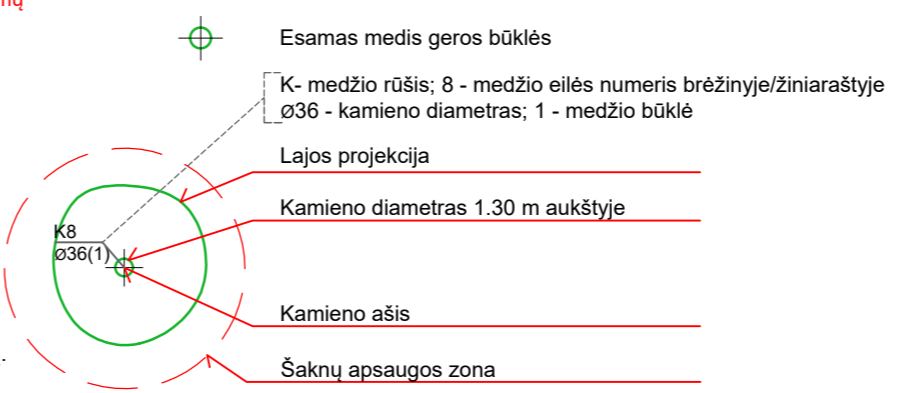 nų
Esamas medis geros būklės
K- medžio rūšis; 8 - medžio eilės numeris brėžinyje/žiniaraštyje
Ø36 - kamieno diametras; 1 - medžio būklė
Lajos projekcija
Kamieno diametras 1.30 m aukštyje
K8
Ø36(1)
Kamieno ašis
Šaknų apsaugos zona